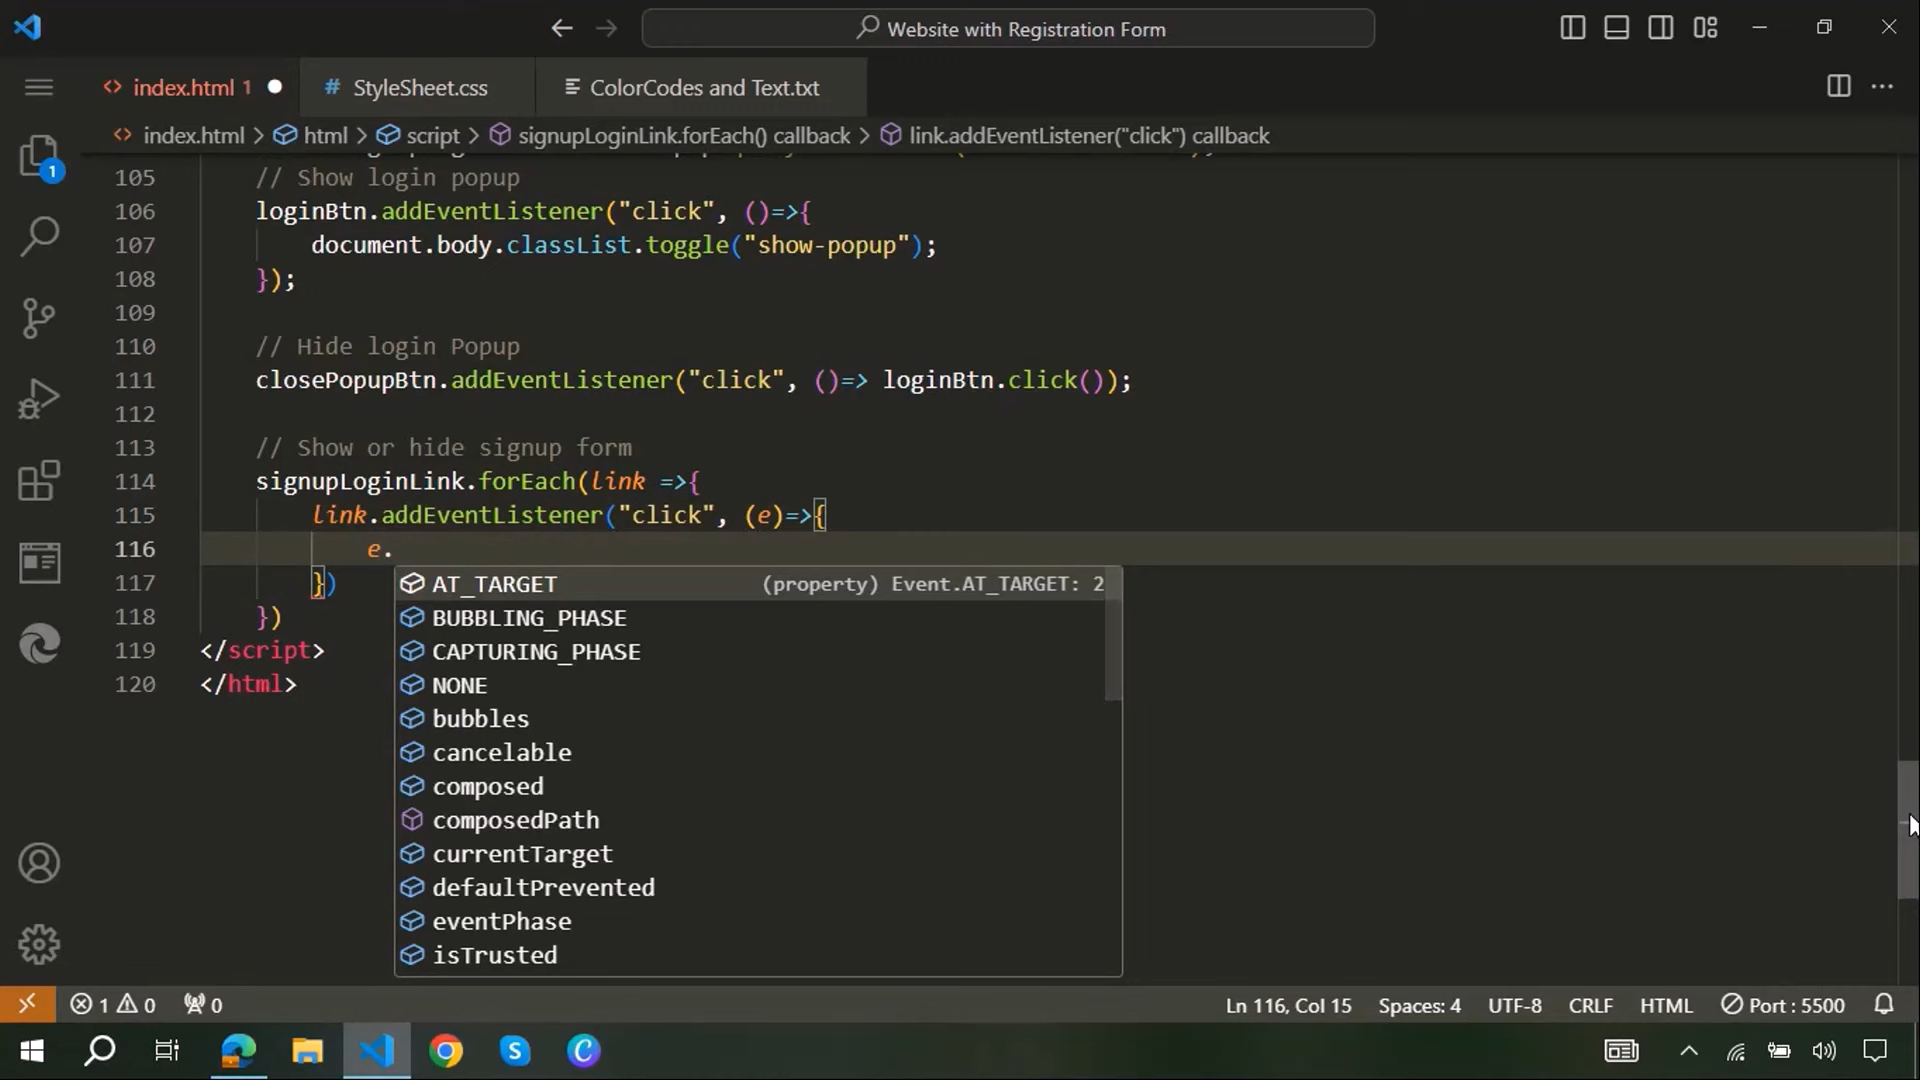 Website with Registration Form
index.html 1
StyleSheet.css
ColorCodes and Text.txt
index.html > html > script > signupLoginLink.forEach() callback > link.addEventListener("click") callback
105 // Show login popup
106 loginBtn.addEventListener("click", ()=>{
107 document.body.classList.toggle("show-popup");
108 });
109
110 // Hide login Popup
111 closePopupBtn.addEventListener("click", ()=> loginBtn.click());
112
113 // Show or hide signup form
114 signupLoginLink.forEach(link =>{
115 link.addEventListener("click", (e)=>{
116 e.
117 })
118 })
119 </script>
120 </html>
AT_TARGET (property) Event.AT_TARGET: 2
BUBBLING_PHASE
CAPTURING_PHASE
NONE
bubbles
cancelable
composed
composedPath
currentTarget
defaultPrevented
eventPhase
isTrusted
1
1 0 0 Ln 116, Col 15 Spaces: 4 UTF-8 CRLF HTML Port : 5500